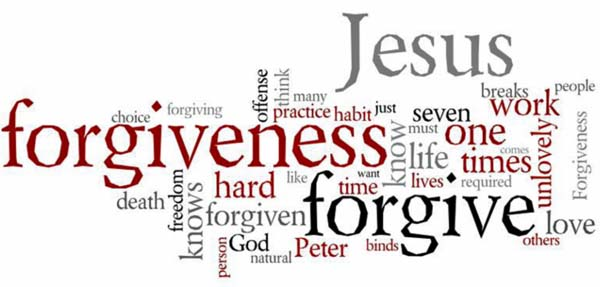 Jesus
breaks
people
choice
forgiving
offense
think
many
practice
habit
just
seven
work
forgiveness
know
must
one
comes
Forgiveness
unlovely
life
times
death
freedom
knows
hard
like
time
want
lives
required
forgiven
forgive
love
person
God
natural
Peter
binds
others